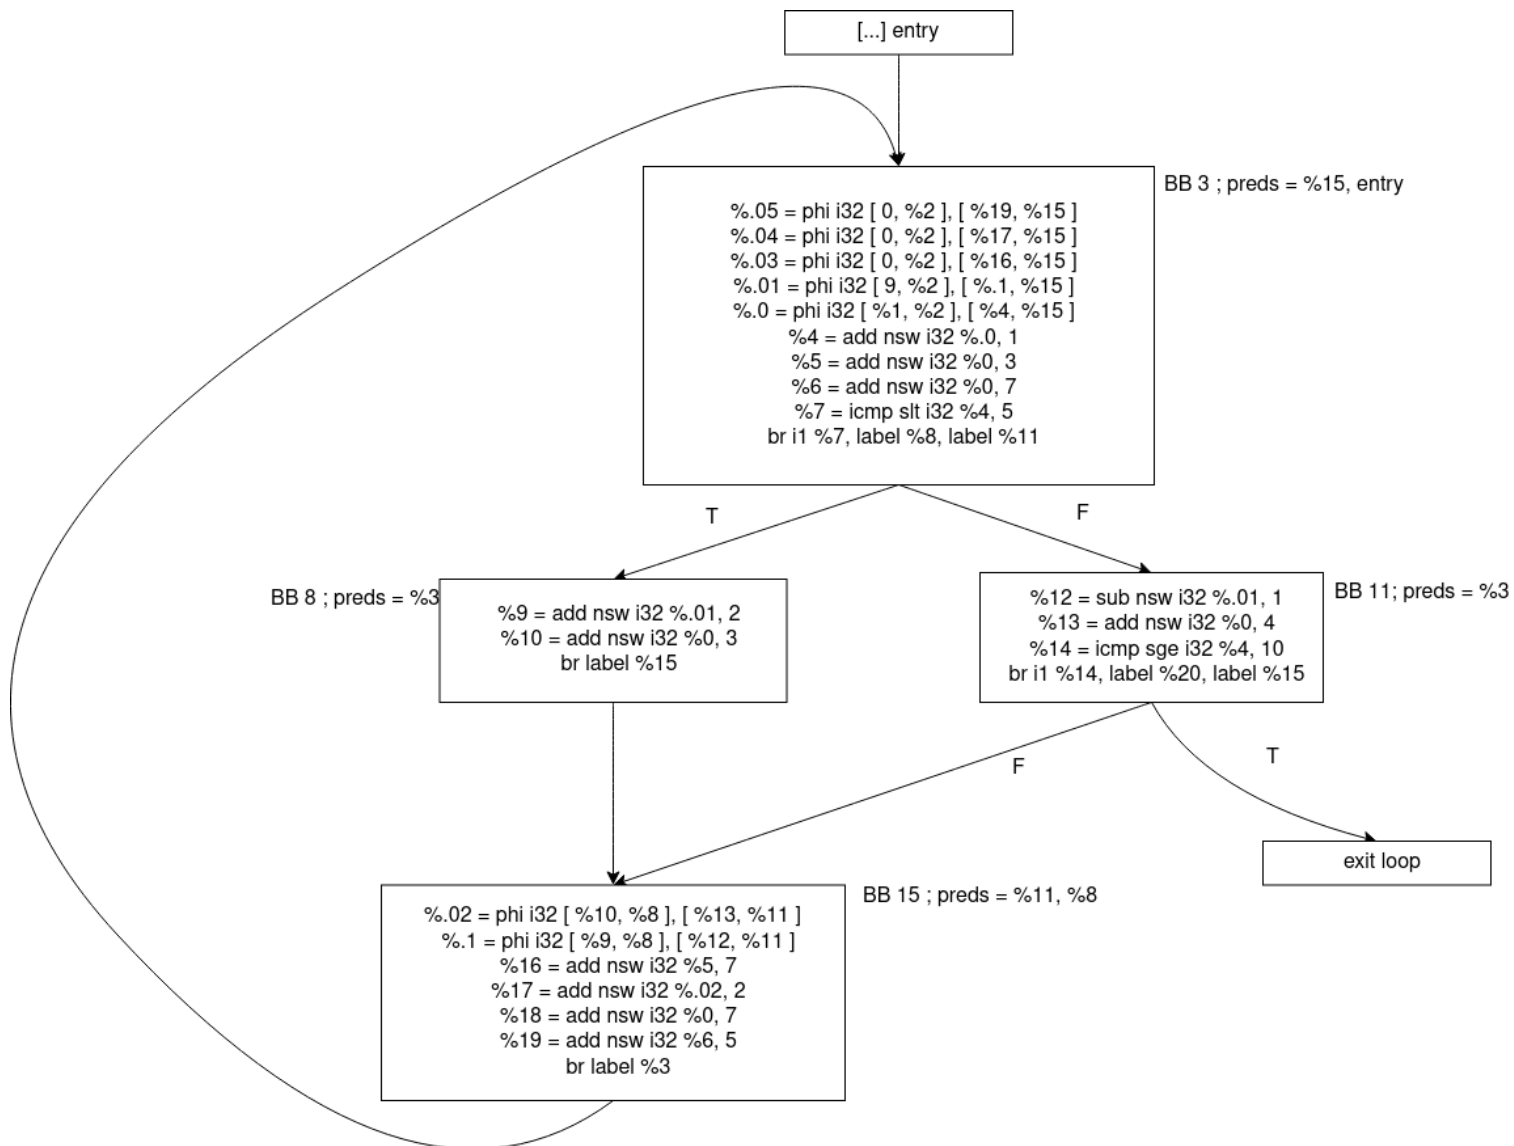 [...] entry
BB 3 ; preds = %15, entry
%.05 = phi i32 [ 0, %2 ], [ %19, %15 ]
%.04 = phi i32 [ 0, %2 ], [ %17, %15 ]
%.03 = phi i32 [ 0, %2 ], [ %16, %15 ]
%.01 = phi i32 [ 9, %2 ], [ %.1, %15 ]
%.0 = phi i32 [ %1, %2 ], [ %4, %15 ]
%4 = add nsw i32 %.0, 1
%5 = add nsw i32 %0, 3
%6 = add nsw i32 %0, 7
%7 = icmp slt i32 %4, 5
br i1 %7, label %8, label %11
T
F
BB 8 ; preds = %3
%9 = add nsw i32 %.01, 2
%10 = add nsw i32 %0, 3
br label %15
BB 11; preds = %3
%12 = sub nsw i32 %.01, 1
%13 = add nsw i32 %0, 4
%14 = icmp sge i32 %4, 10
br i1 %14, label %20, label %15
F
T
exit loop
BB 15 ; preds = %11, %8
%.02 = phi i32 [ %10, %8 ], [ %13, %11 ]
%.1 = phi i32 [ %9, %8 ], [ %12, %11 ]
%16 = add nsw i32 %5, 7
%17 = add nsw i32 %.02, 2
%18 = add nsw i32 %0, 7
%19 = add nsw i32 %6, 5
br label %3